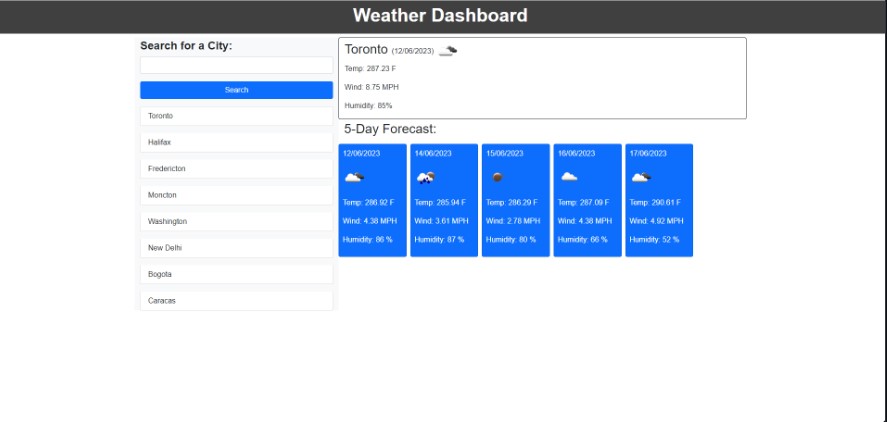 Weather Dashboard
Search for a City:
Search
Toronto
Halifax
Fredericton
Moncton
Washington
New Delhi
Bogota
Caracas
Toronto (12/06/2023)
Temp: 287.23 F
Wind: 8.75 MPH
Humidity: 85%
5-Day Forecast:
12/06/2023
Temp: 286.92 F
Wind: 4.38 MPH
Humidity: 86 %
14/06/2023
Temp: 285.94 F
Wind: 3.61 MPH
Humidity: 87 %
15/06/2023
Temp: 286.29 F
Wind: 2.78 MPH
Humidity: 80 %
16/06/2023
Temp: 287.09 F
Wind: 4.38 MPH
Humidity: 66 %
17/06/2023
Temp: 290.61 F
Wind: 4.92 MPH
Humidity: 52 %